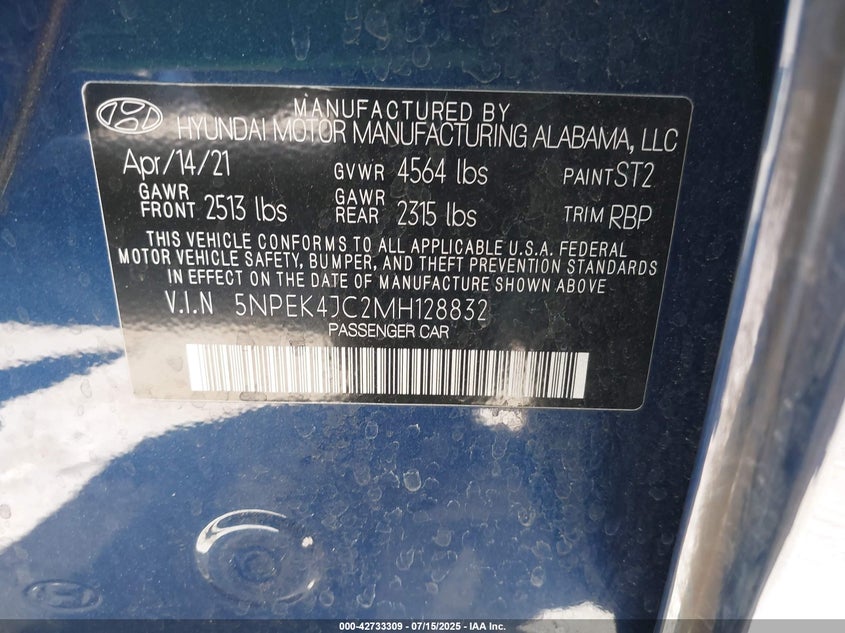 MANUFACTURED BY
HYUNDAI MOTOR MANUFACTURING ALABAMA, LLC
Apr/14/21 GVWR 4564 lbs PAINT ST2
GAWR FRONT 2513 lbs GAWR REAR 2315 lbs TRIM RBP
THIS VEHICLE CONFORMS TO ALL APPLICABLE U.S.A. FEDERAL
MOTOR VEHICLE SAFETY, BUMPER, AND THEFT PREVENTION STANDARDS
IN EFFECT ON THE DATE OF MANUFACTURE SHOWN ABOVE
V.I.N 5NPEK4JC2MH128832
PASSENGER CAR
000-42733309 - 07/15/2025 - IAA Inc.